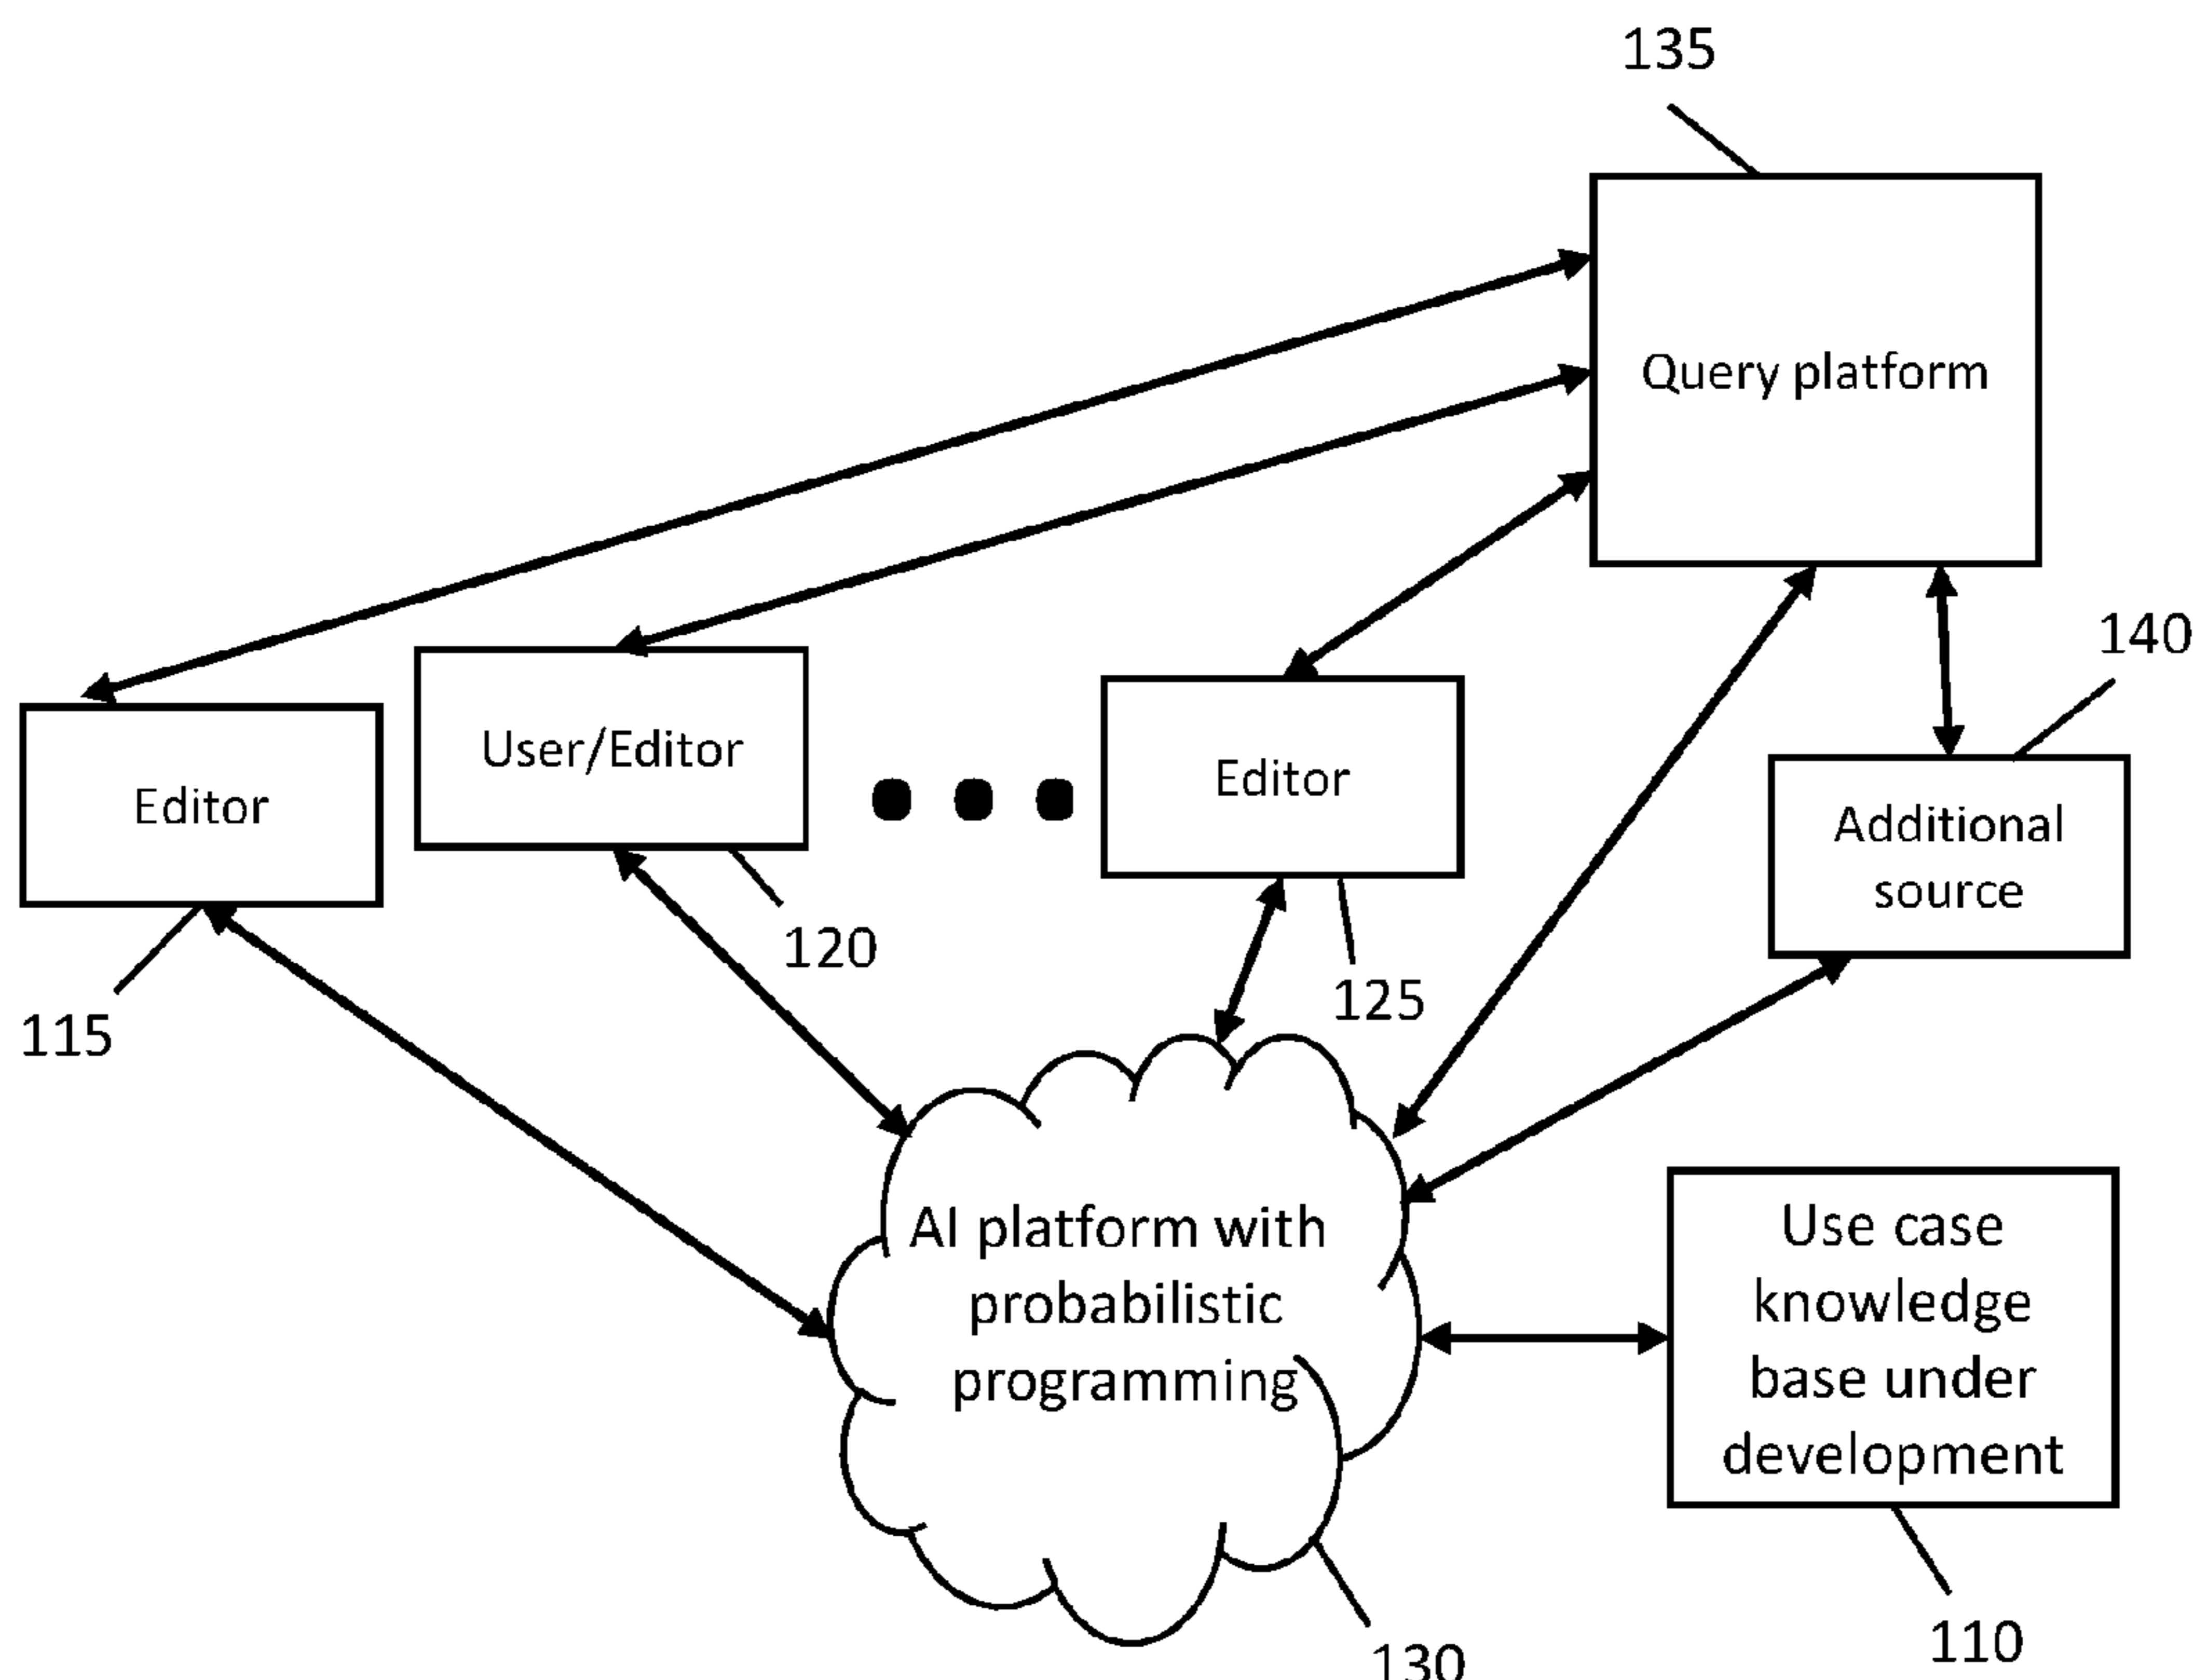 135
Query platform
140
User/Editor
Editor
Editor
Additional
source
120
125
115
AI platform with
probabilistic
programming
Use case
knowledge
base under
development
110
130